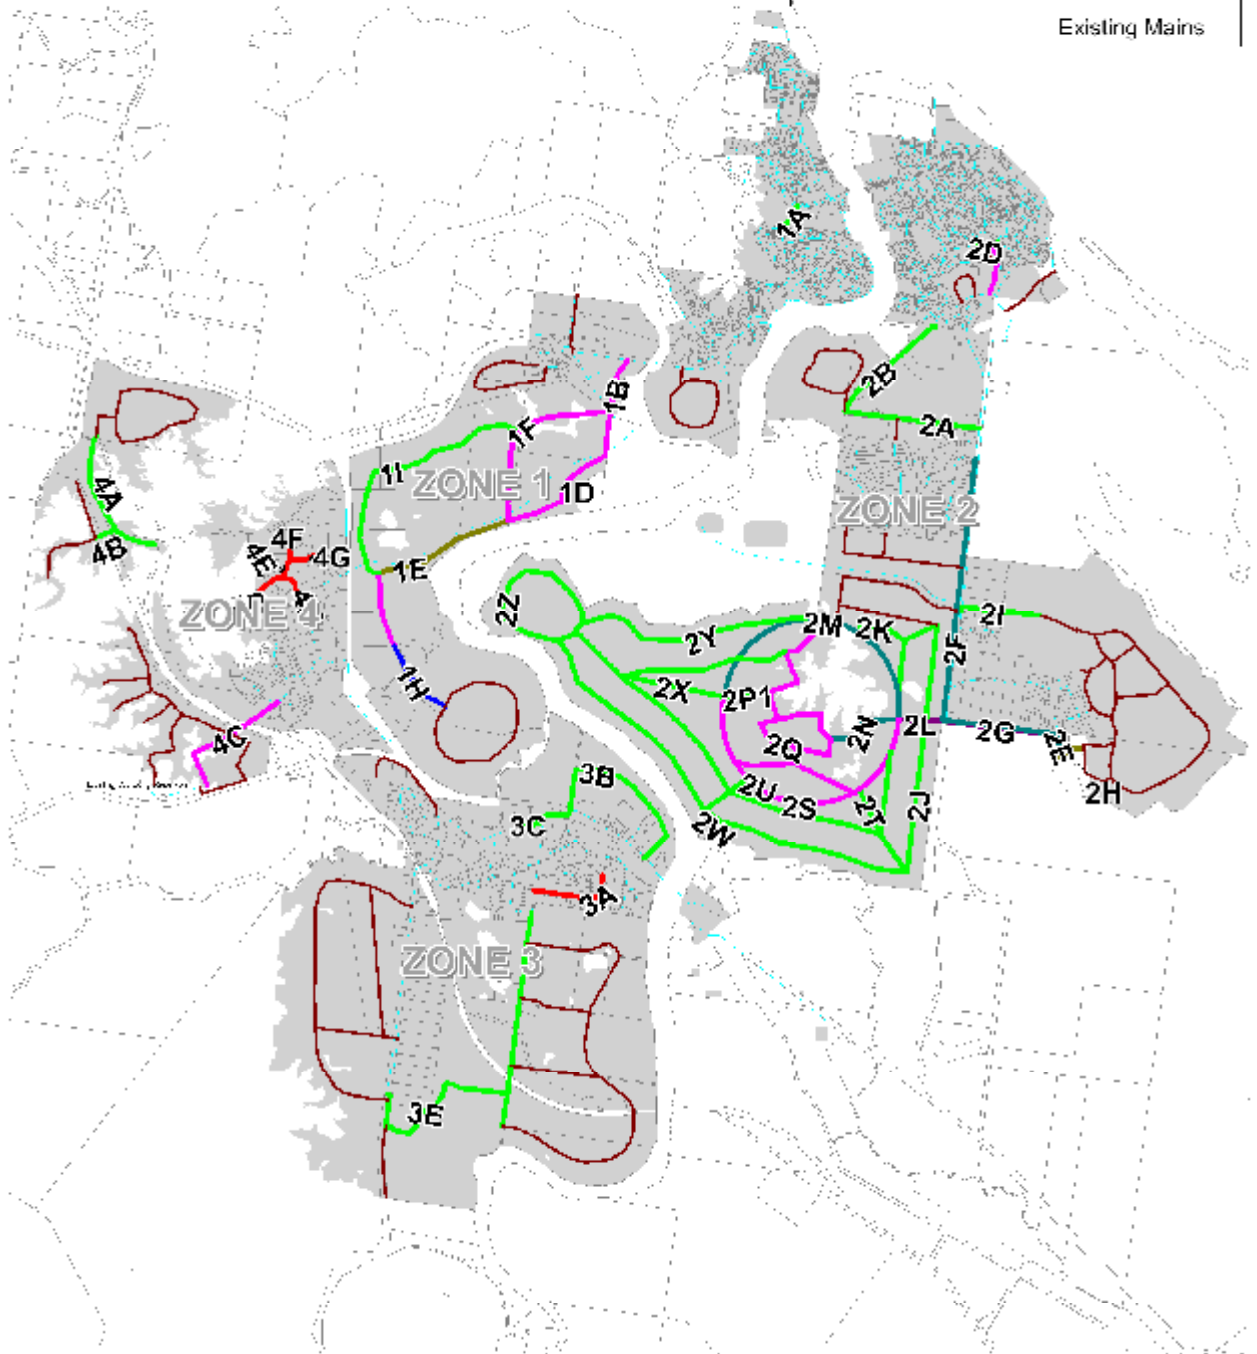 Existing Mains
1A
2D
2B
1B
2A
1F
1I
ZONE 1
1D
4A
ZONE 2
4F
4B
4E
4G
1E
ZONE 4
2Z
2I
2M
2K
2Y
2F
1H
2X
2P1
2L
2N
2G
4C
2Q
2E
3B
2U
2H
2S
2J
2T
3C
2W
3A
ZONE 3
3E